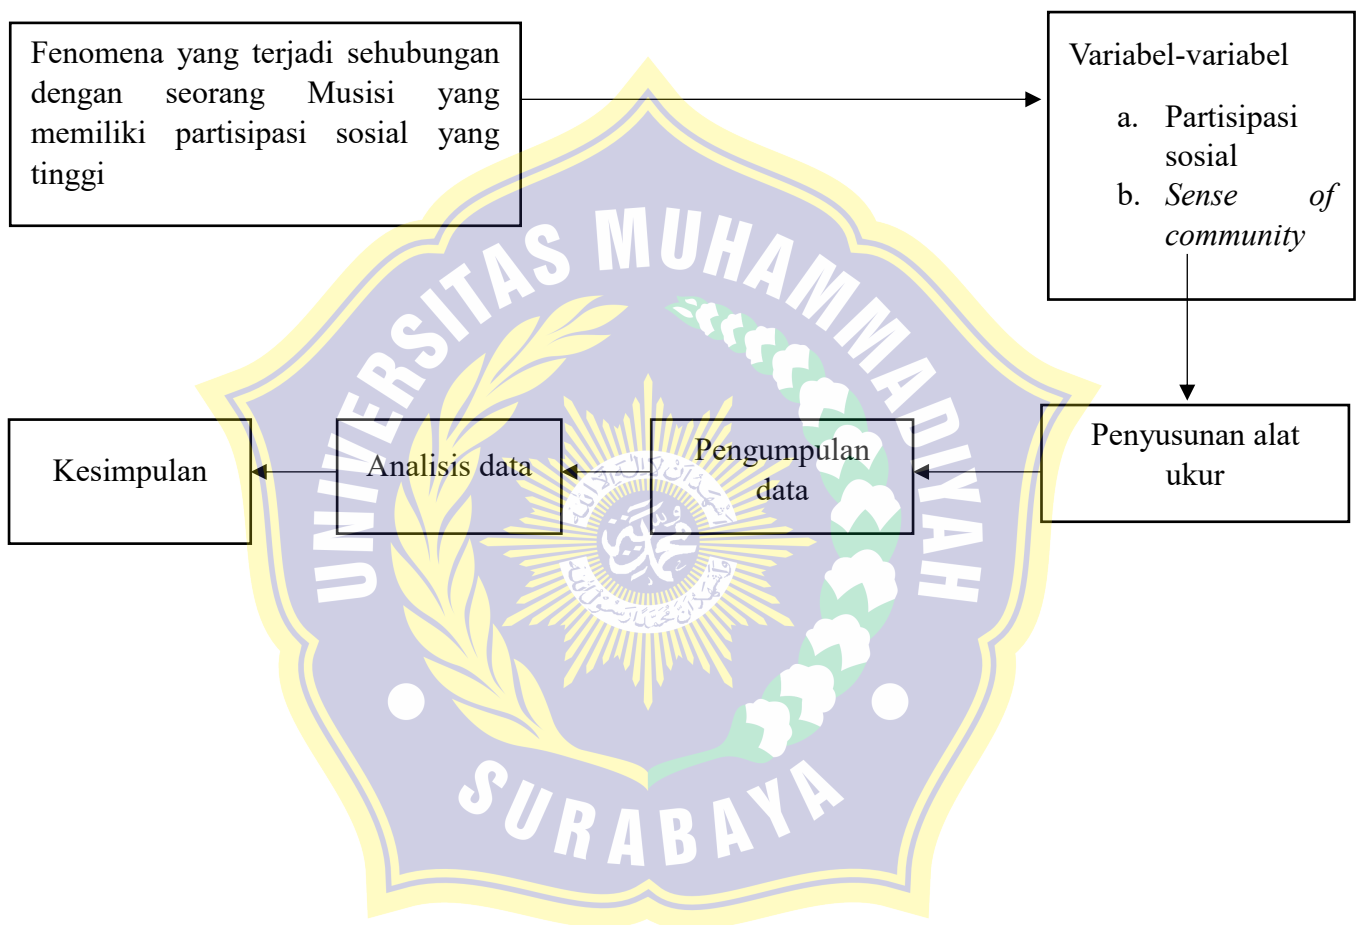 Fenomena yang terjadi sehubungan
dengan seorang Musisi yang
memiliki partisipasi sosial yang
tinggi
Variabel-variabel
a. Partisipasi
sosial
b. Sense of
community
Penyusunan alat
ukur
Pengumpulan
data
Analisis data
Kesimpulan
UNIVERSITAS MUHAMMADIYAH
SURABAYA